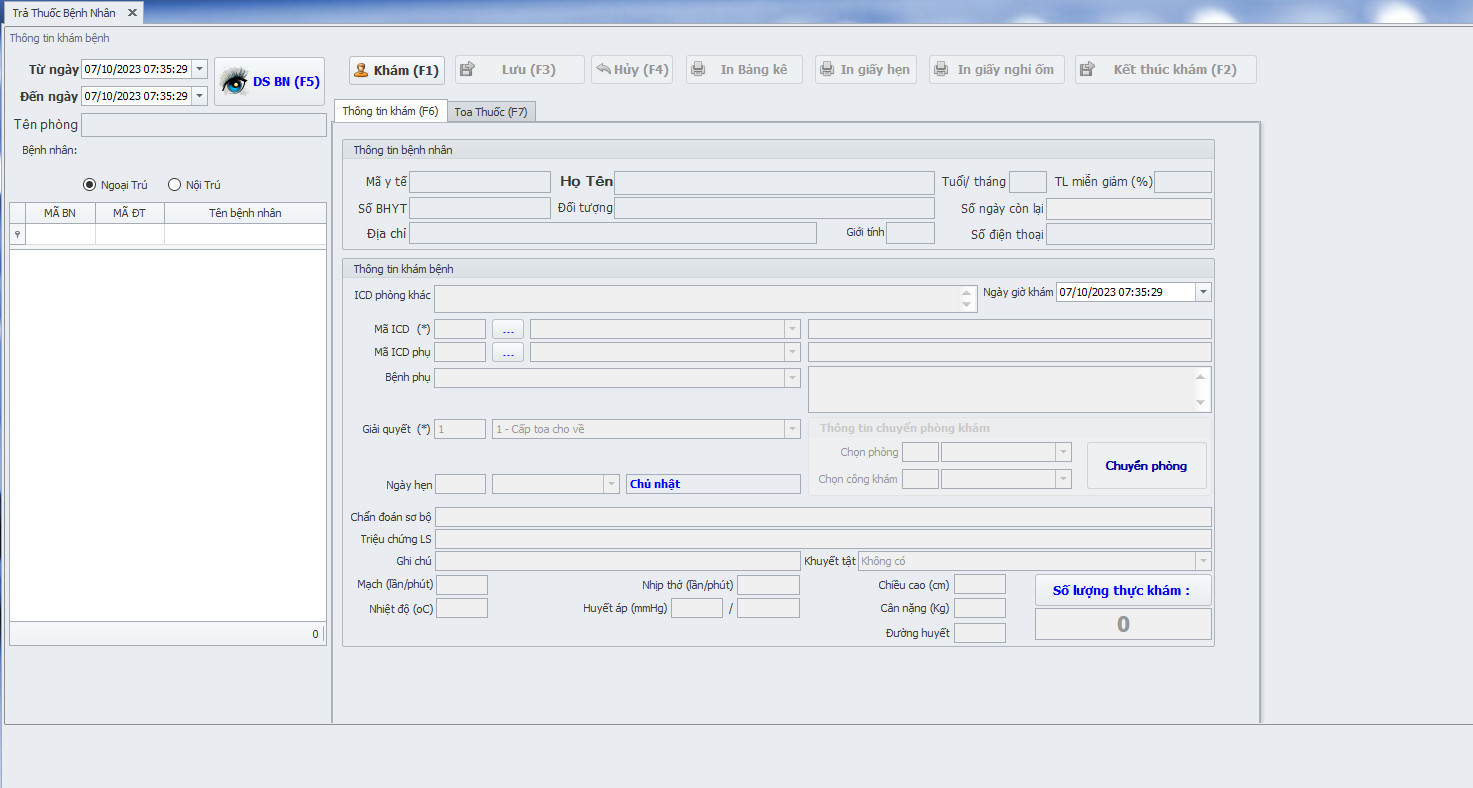 Trả Thuốc Bệnh Nhân
Thông tin khám bệnh
Từ ngày 07/10/2023 07:35:29
Đến ngày 07/10/2023 07:35:29
DS BN (F5)
Tên phòng
Bệnh nhân:
Ngoại Trú Nội Trú
MÃ BN MÃ ĐT Tên bệnh nhân
0
Khám (F1) Lưu (F3) Hủy (F4) In Bảng kê In giấy hẹn In giấy nghỉ ốm Kết thúc khám (F2)
Thông tin khám (F6) Toa Thuốc (F7)
Thông tin bệnh nhân
Mã y tế Họ Tên Tuổi/ tháng TL miễn giảm (%)
Số BHYT Đối tượng Số ngày còn lại
Địa chỉ Giới tính Số điện thoại
Thông tin khám bệnh
ICD phòng khác Ngày giờ khám 07/10/2023 07:35:29
Mã ICD (*) ...
Mã ICD phụ ...
Bệnh phụ
Giải quyết (*) 1 1 - Cấp toa cho về
Thông tin chuyển phòng khám
Chọn phòng
Chọn công khám
Chuyển phòng
Ngày hẹn Chủ nhật
Chẩn đoán sơ bộ
Triệu chứng LS
Ghi chú Khuyết tật Không có
Mạch (lần/phút) Nhịp thở (lần/phút) Chiều cao (cm)
Nhiệt độ (oC) Huyết áp (mmHg) / Cân nặng (Kg)
Đường huyết
Số lượng thực khám :
0